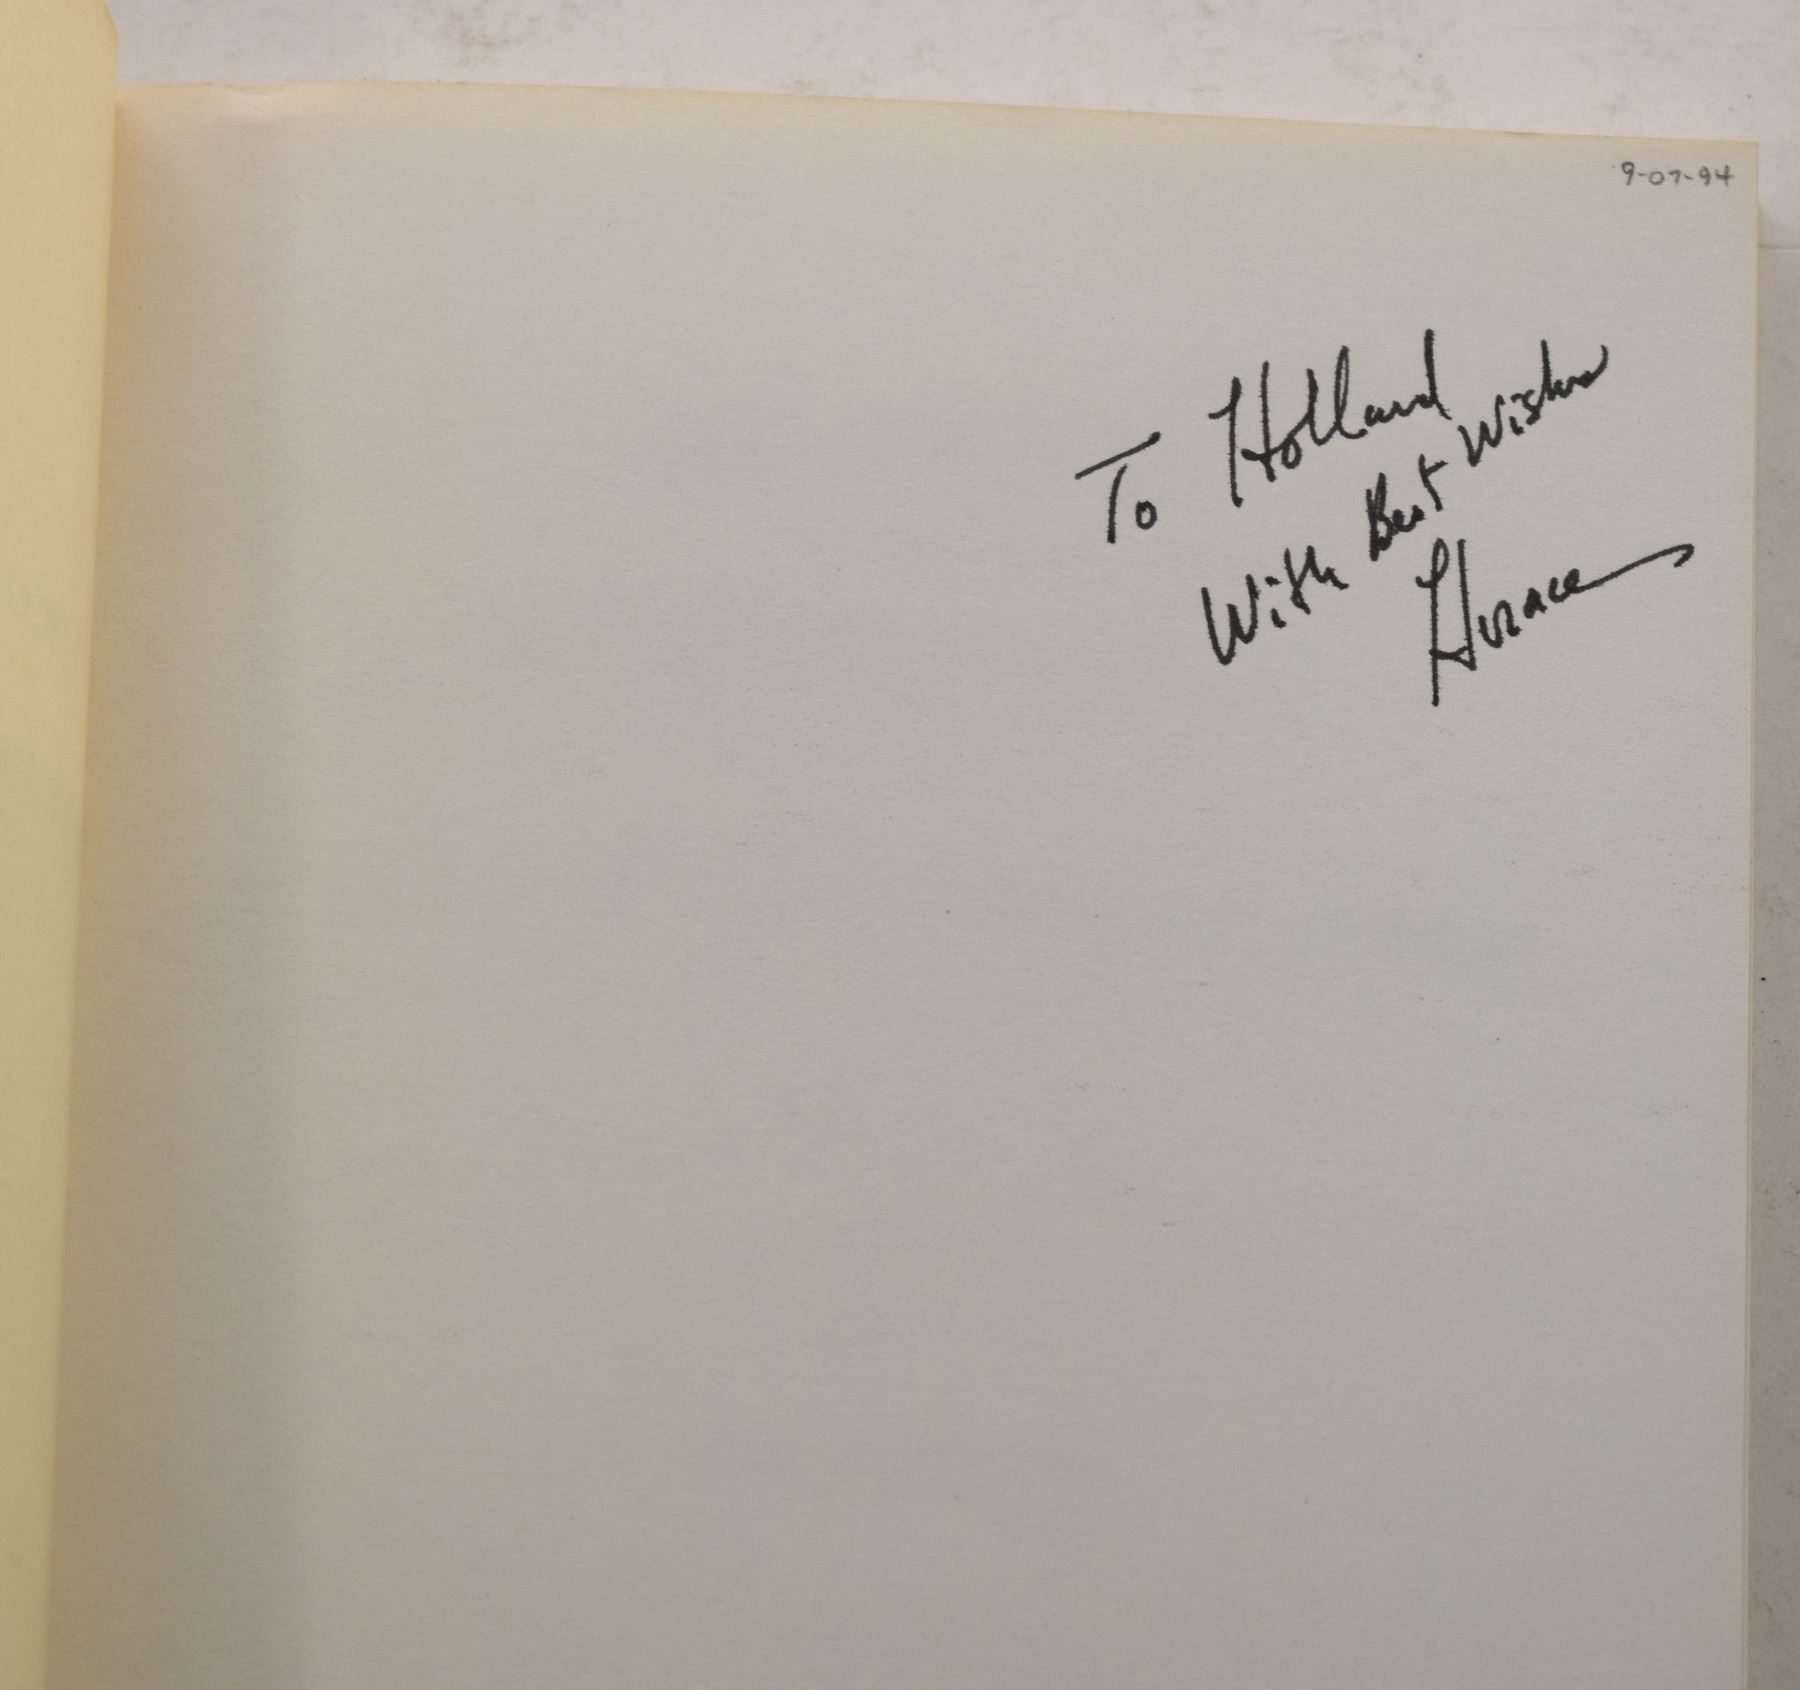 9-07-94
To Holland
With Best Wishes
Horace